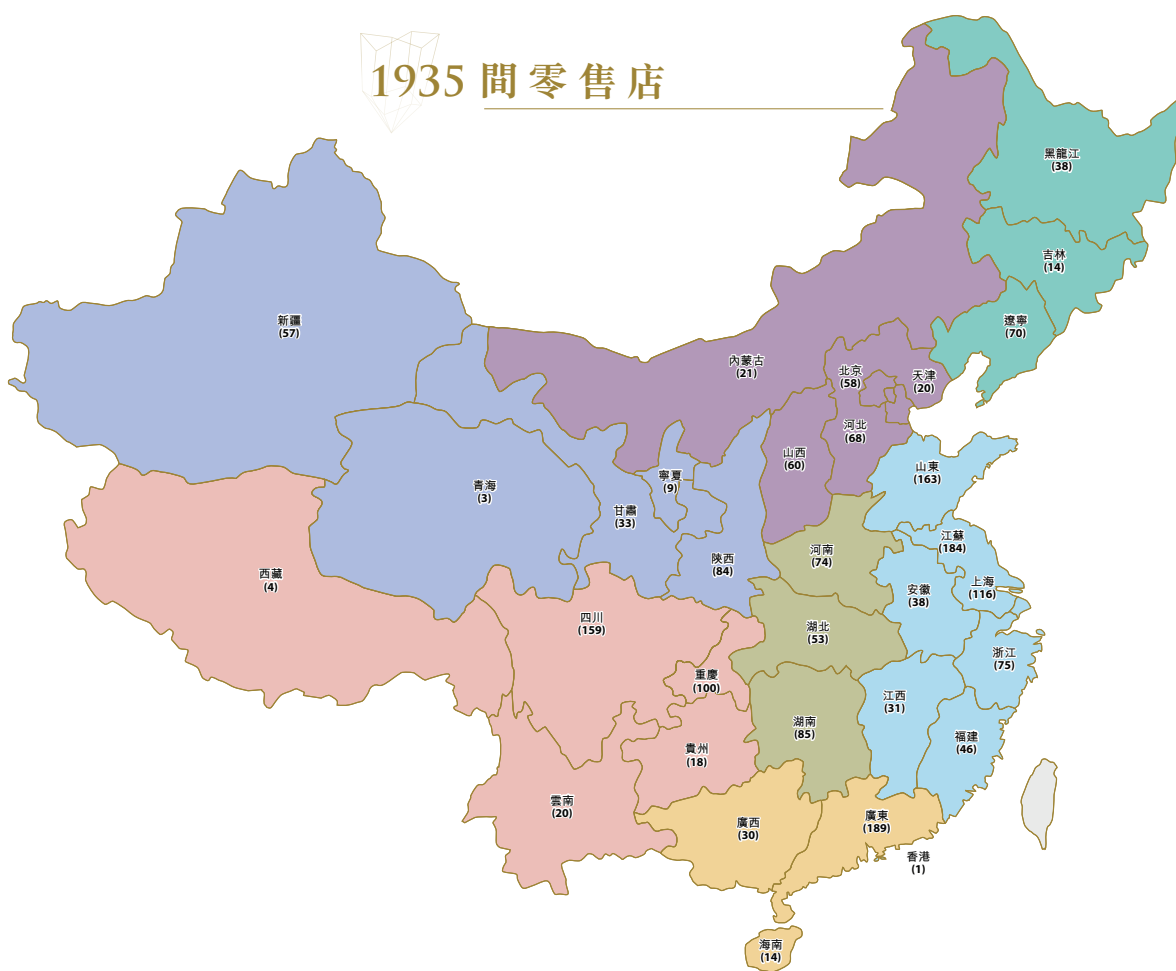 1935 間零售店
黑龍江
(38)
吉林
(14)
遼寧
(70)
新疆
(57)
內蒙古
(21)
北京
(58)
天津
(20)
河北
(68)
山西
(60)
山東
(163)
寧夏
(9)
青海
(3)
甘肅
(33)
陝西
(84)
河南
(74)
江蘇
(184)
安徽
(38)
上海
(116)
西藏
(4)
四川
(159)
湖北
(53)
浙江
(75)
重慶
(100)
江西
(31)
湖南
(85)
福建
(46)
貴州
(18)
雲南
(20)
廣西
(30)
廣東
(189)
香港
(1)
海南
(14)